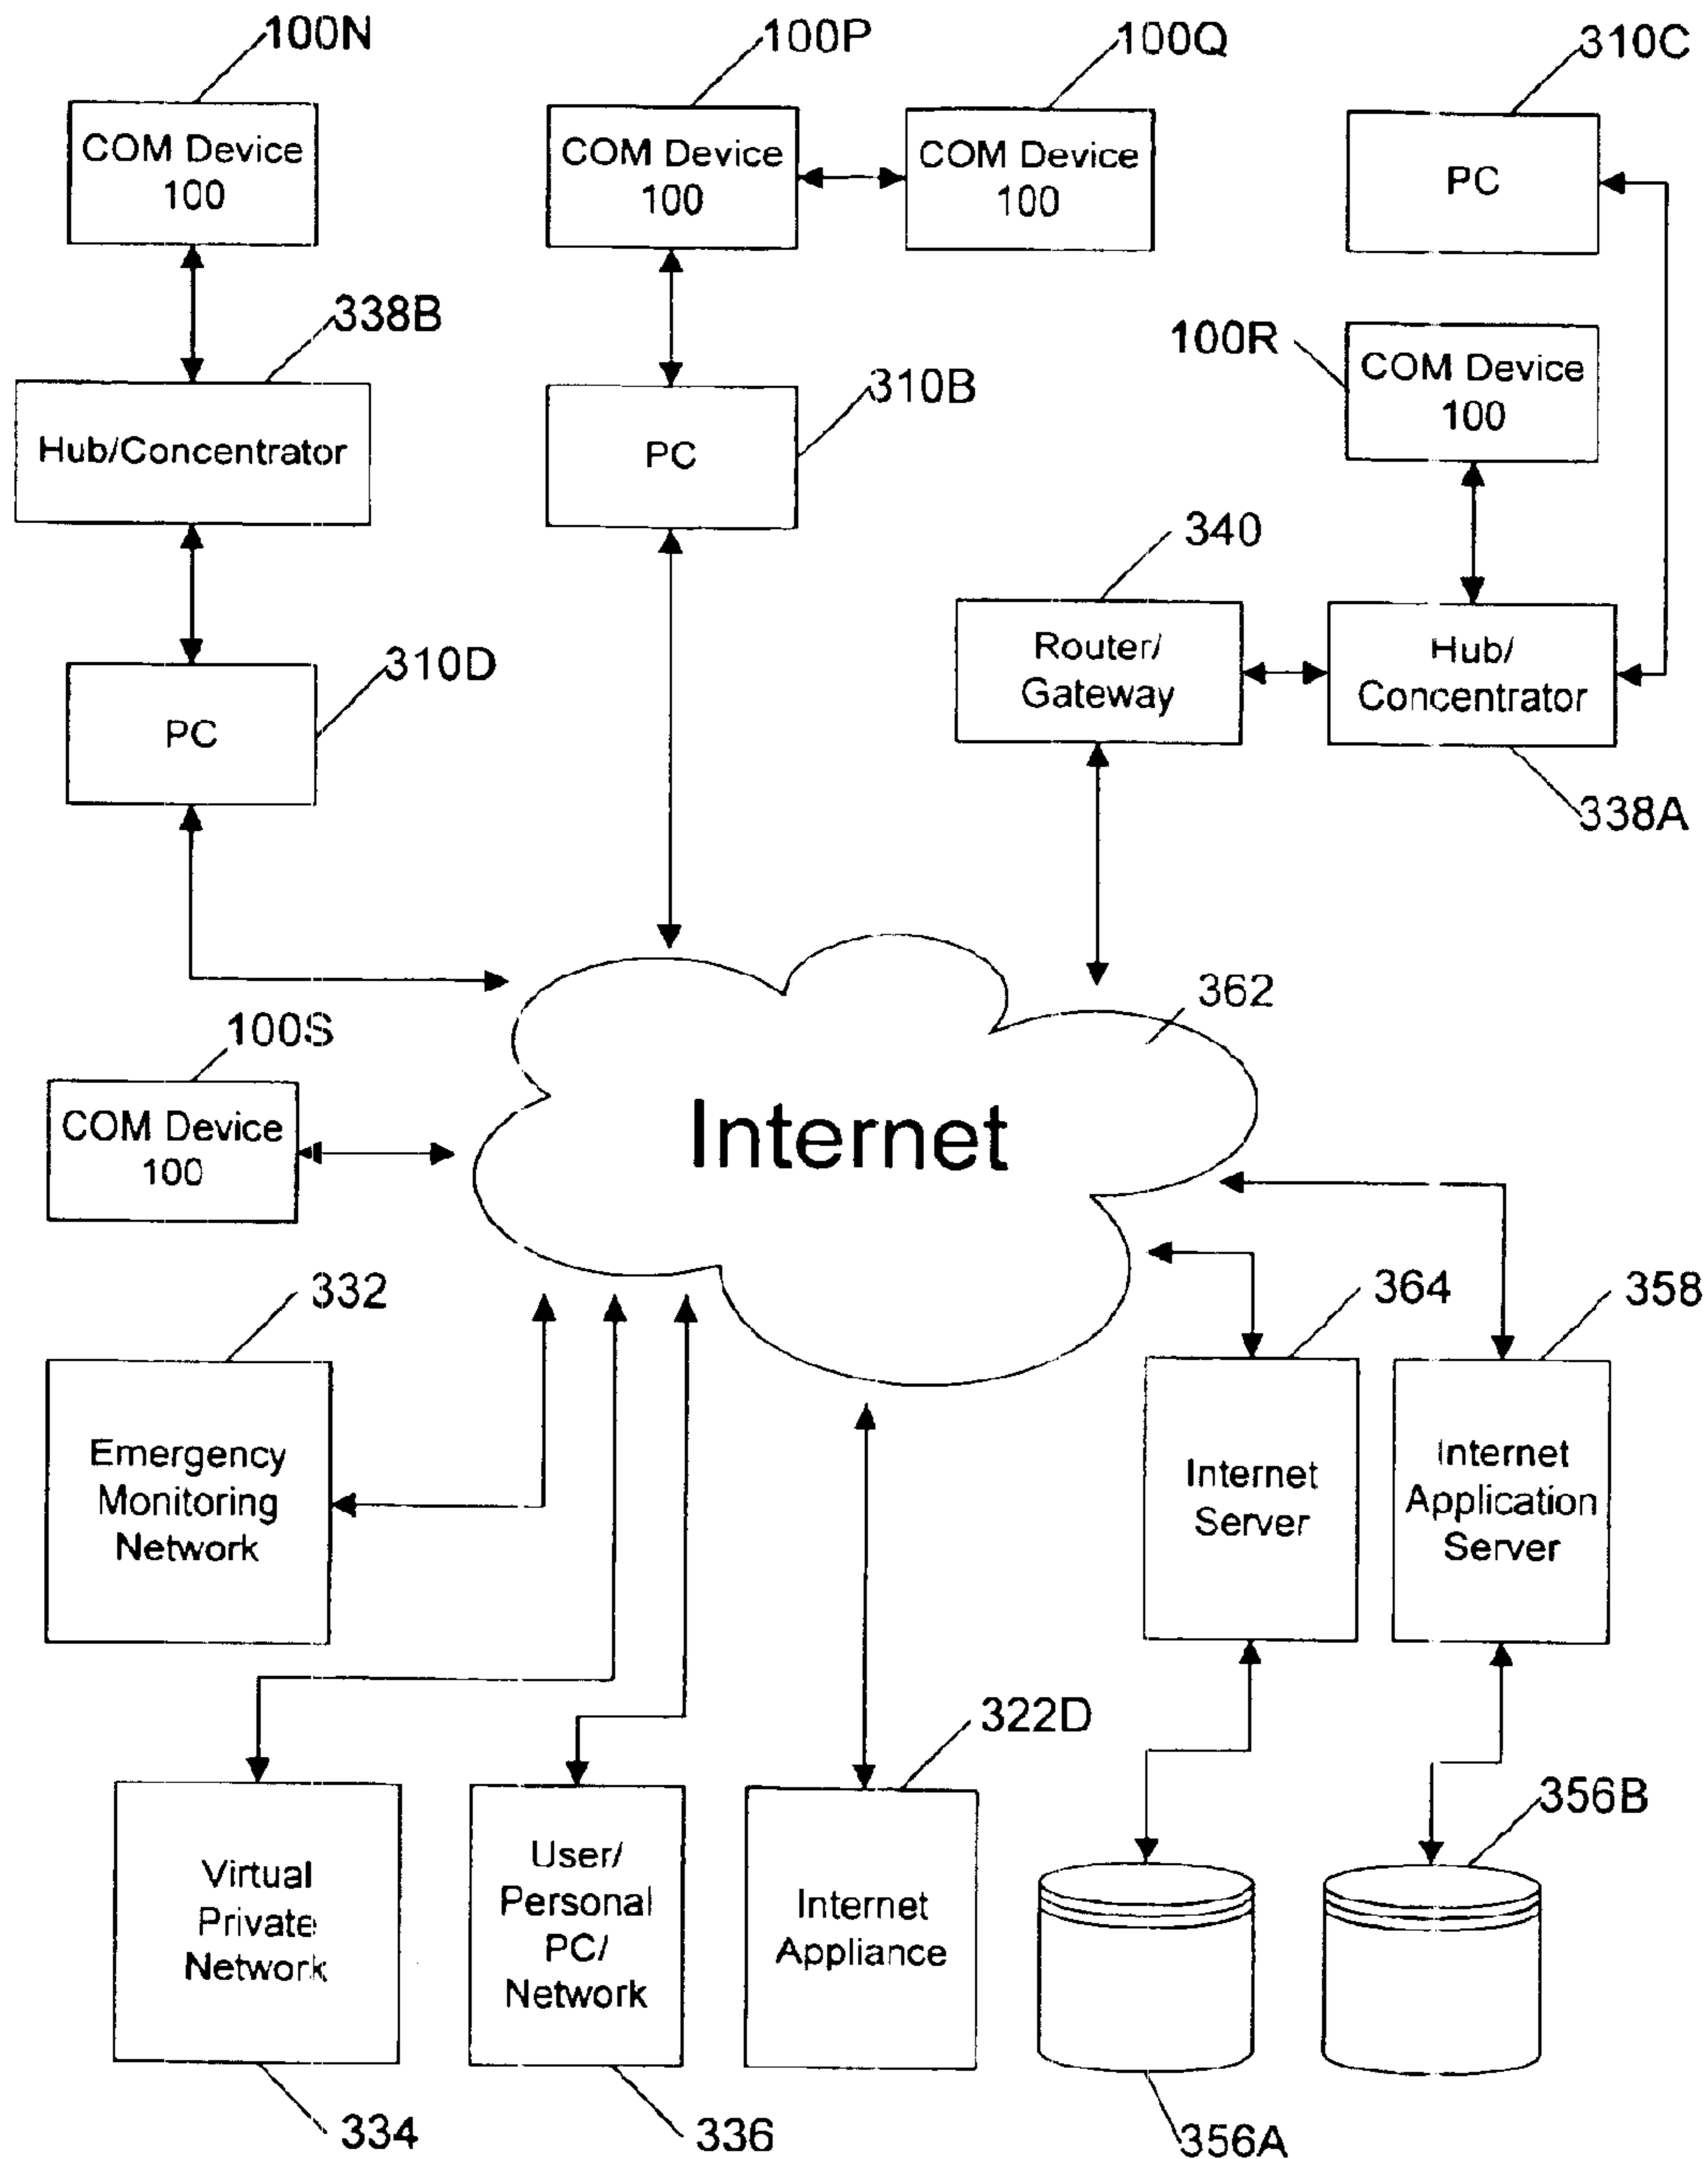 100N
100P
100Q
310C
COM Device
100
COM Device
100
COM Device
100
PC
338B
100R
COM Device
100
310B
Hub/Concentrator
PC
340
310D
Router/
Gateway
Hub/
Concentrator
PC
338A
362
100S
Internet
COM Device
100
332
364
358
Emergency
Monitoring
Network
Internet
Server
Internet
Application
Server
322D
356B
Virtual
Private
Network
User/
Personal
PC/
Network
Internet
Appliance
334
336
356A